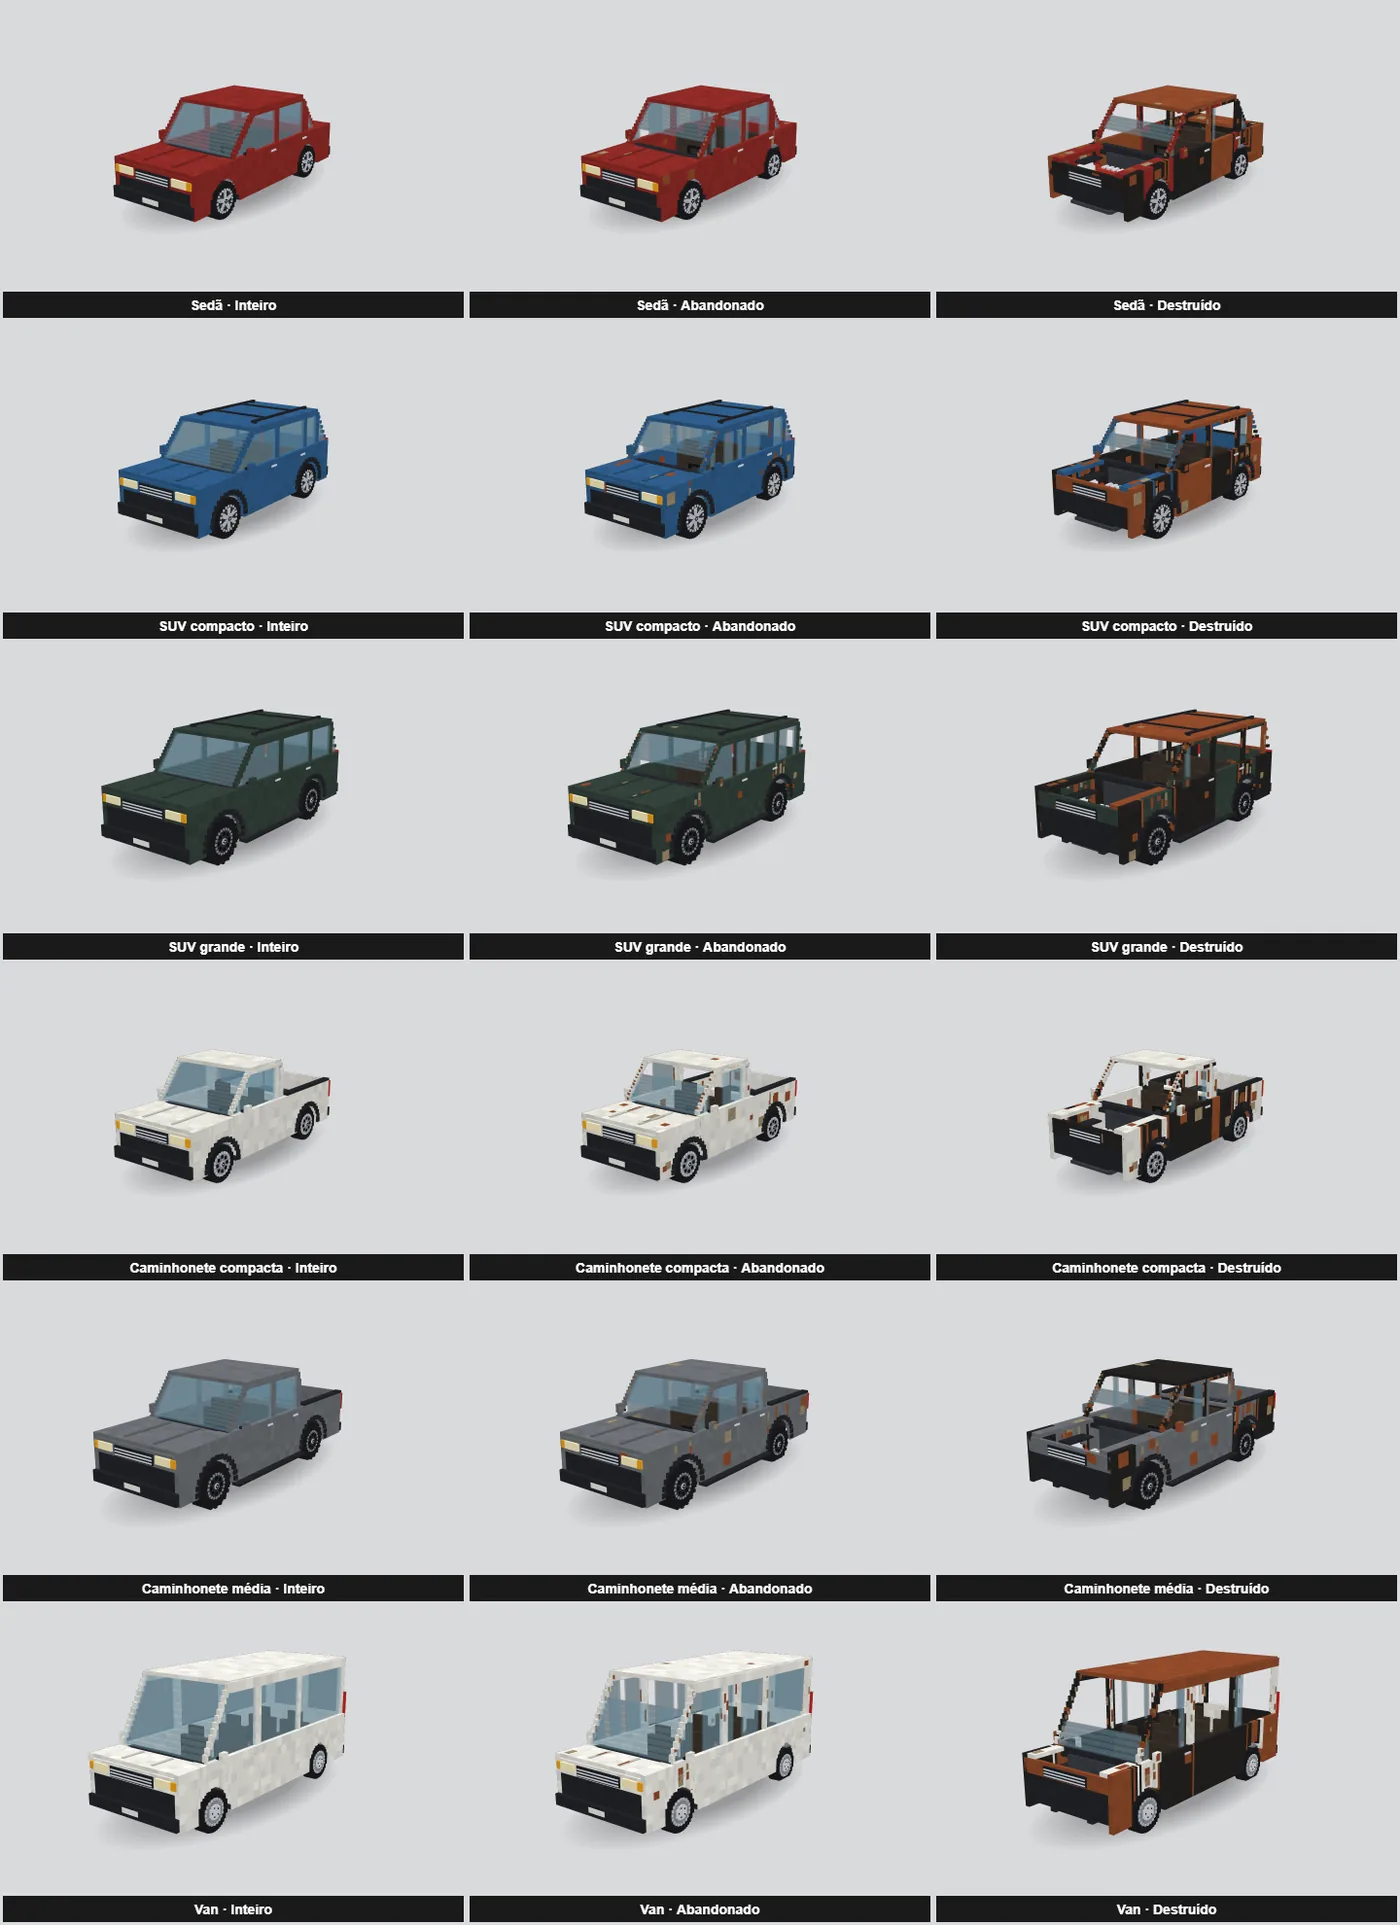 Sedã · Inteiro
Sedã · Abandonado
Sedã · Destruído
SUV compacto · Inteiro
SUV compacto · Abandonado
SUV compacto · Destruído
SUV grande · Inteiro
SUV grande · Abandonado
SUV grande · Destruído
Caminhonete compacta · Inteiro
Caminhonete compacta · Abandonado
Caminhonete compacta · Destruído
Caminhonete média · Inteiro
Caminhonete média · Abandonado
Caminhonete média · Destruído
Van · Inteiro
Van · Abandonado
Van · Destruído